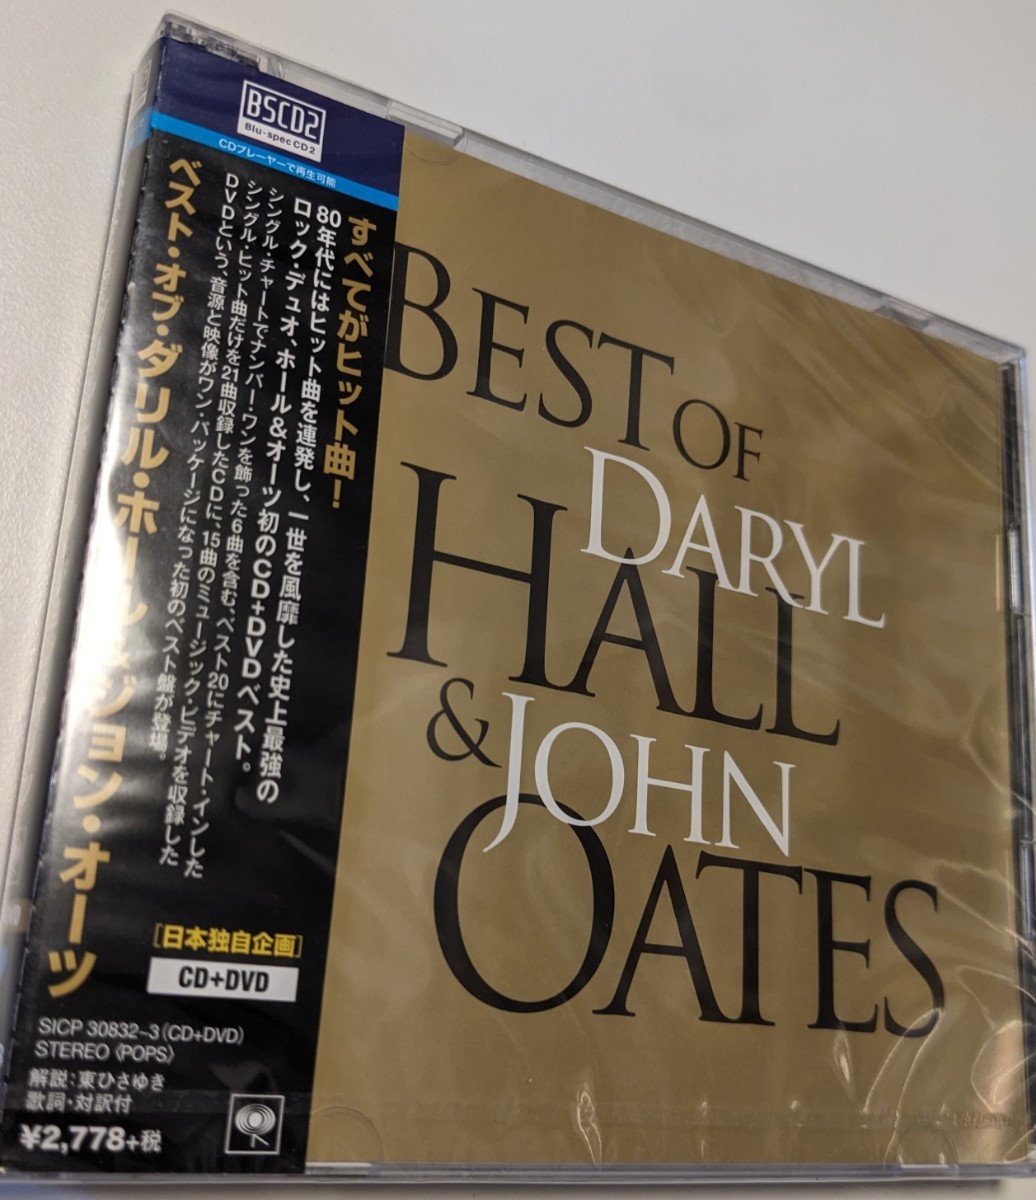 BSCD2
Blu-specCD2
CDプレーヤーで再生可能
すべてがヒット曲!
80年代にはヒット曲を連発し、一世を風靡した史上最強の
ロック・デュオ、ホール&オーツ初のCD+DVDベスト。
シングル・チャートでナンバー・ワンを飾った6曲を含む、ベスト20にチャート・インした
シングル・ヒット曲だけを21曲収録したCDに、15曲のミュージック・ビデオを収録した
DVDという、音源と映像がワン・パッケージになった初のベスト盤が登場。
ベスト・オブ・ダリル・ホール&ジョン・オーツ
[日本独自企画]
CD+DVD
SICP 30832~3 (CD+DVD)
STEREO〈POPS〉
解説:東ひさゆき
歌詞・対訳付
¥2,778+税
BEST OF
DARYL
HALL
& JOHN
OATES